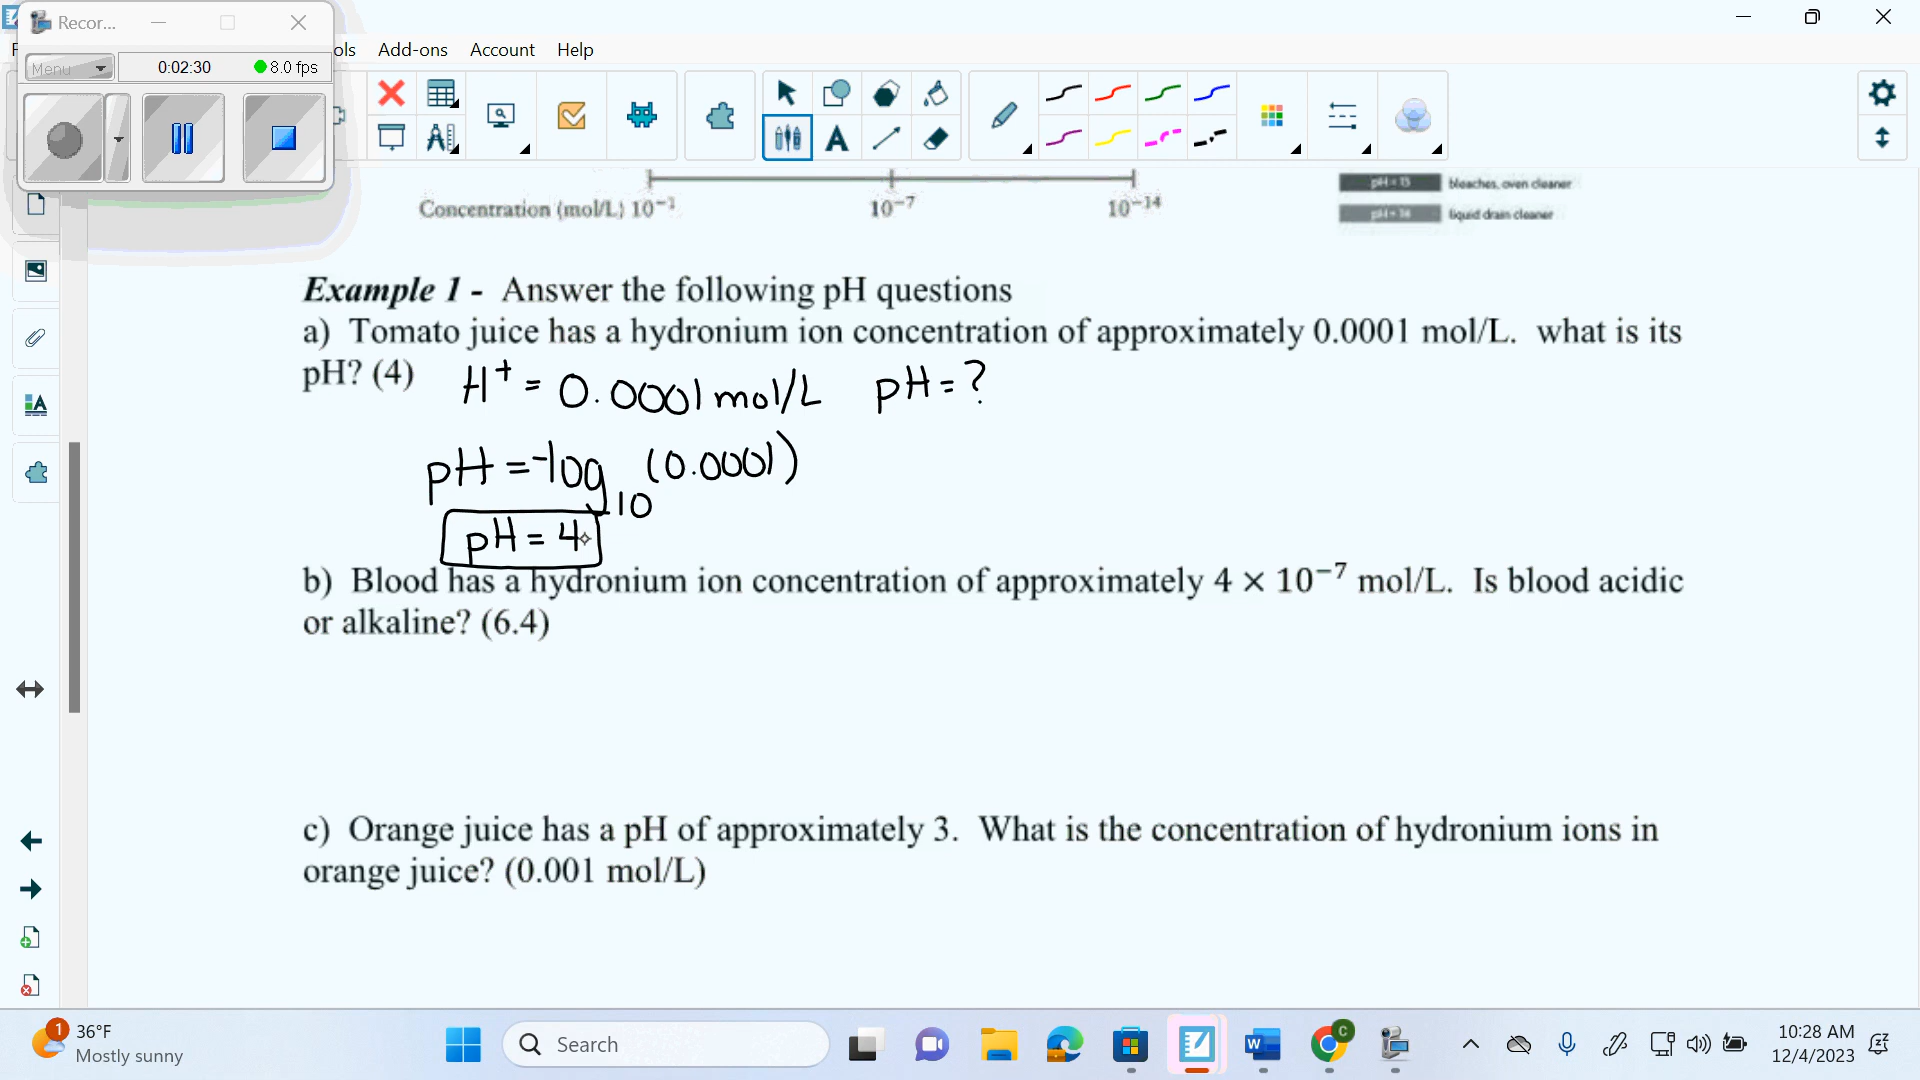 Recor...
ols Add-ons Account Help
Menu 0:02:30 8.0 fps
pH = 13 bleaches, oven cleaner
Concentration (mol/L) 10⁻¹ 10⁻⁷ 10⁻¹⁴
pH = 14 liquid drain cleaner
Example 1 - Answer the following pH questions
a) Tomato juice has a hydronium ion concentration of approximately 0.0001 mol/L. what is its
pH? (4) H⁺ = 0.0001 mol/L pH = ?
pH = -log₁₀ (0.0001)
pH = 4
b) Blood has a hydronium ion concentration of approximately 4 × 10⁻⁷ mol/L. Is blood acidic
or alkaline? (6.4)
c) Orange juice has a pH of approximately 3. What is the concentration of hydronium ions in
orange juice? (0.001 mol/L)
1 36°F
Mostly sunny
Search
C
10:28 AM
12/4/2023